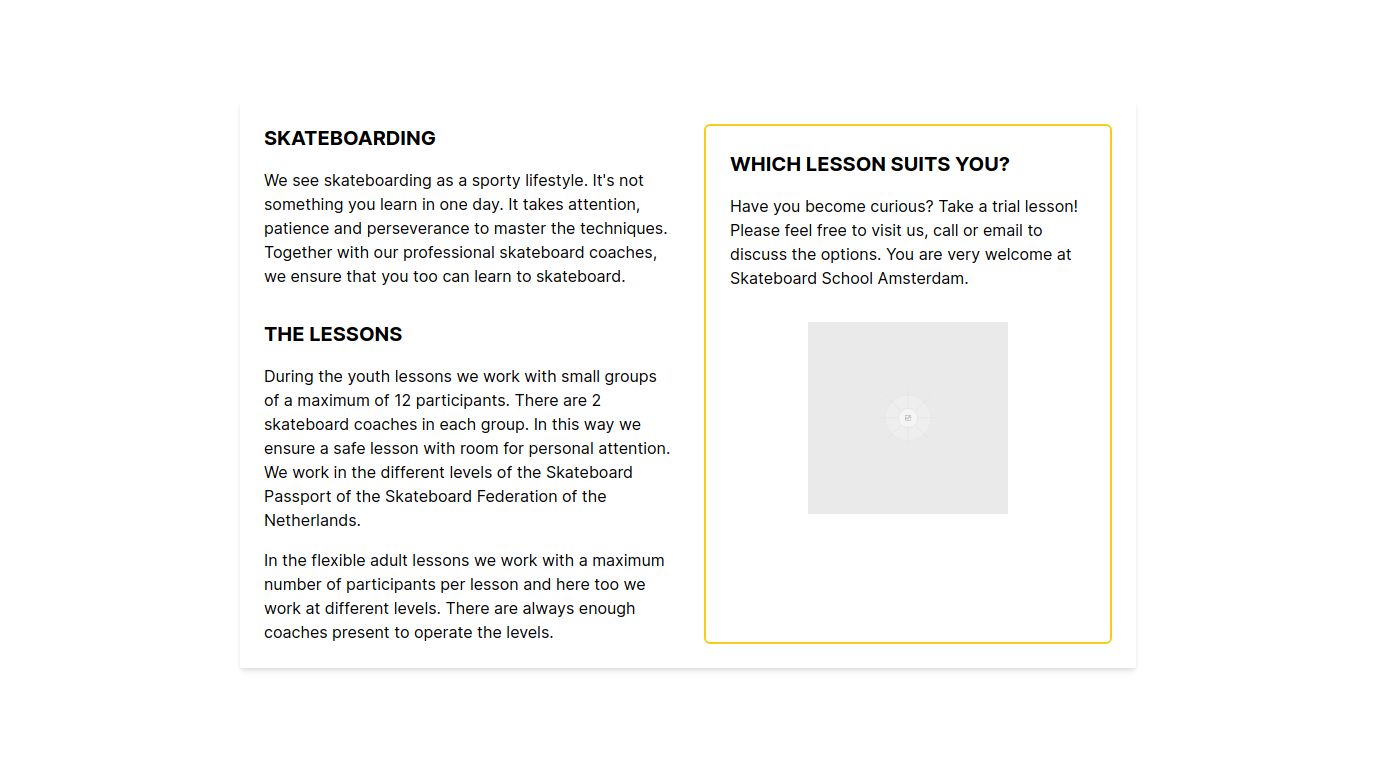 SKATEBOARDING
We see skateboarding as a sporty lifestyle. It's not
something you learn in one day. It takes attention,
patience and perseverance to master the techniques.
Together with our professional skateboard coaches,
we ensure that you too can learn to skateboard.
THE LESSONS
During the youth lessons we work with small groups
of a maximum of 12 participants. There are 2
skateboard coaches in each group. In this way we
ensure a safe lesson with room for personal attention.
We work in the different levels of the Skateboard
Passport of the Skateboard Federation of the
Netherlands.
In the flexible adult lessons we work with a maximum
number of participants per lesson and here too we
work at different levels. There are always enough
coaches present to operate the levels.
WHICH LESSON SUITS YOU?
Have you become curious? Take a trial lesson!
Please feel free to visit us, call or email to
discuss the options. You are very welcome at
Skateboard School Amsterdam.